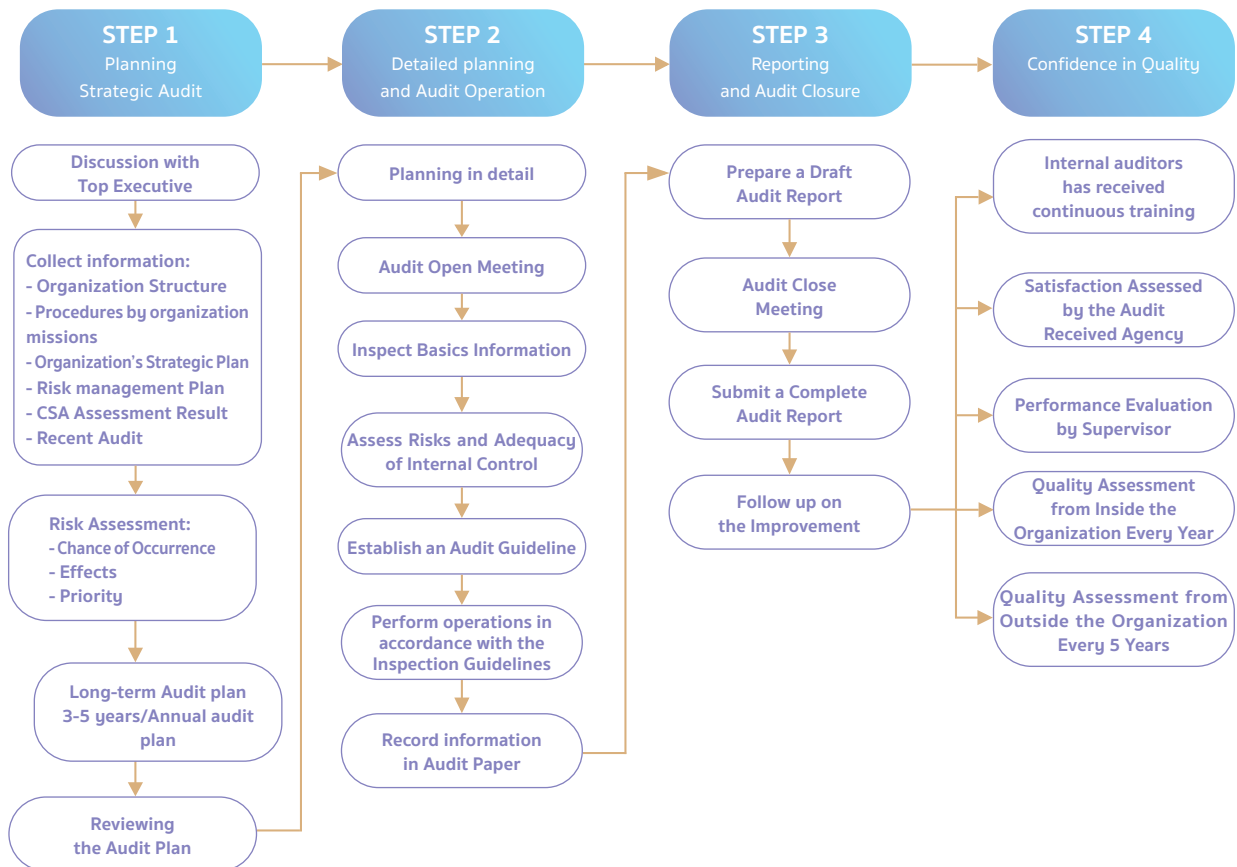 STEP 1
Planning
Strategic Audit
Discussion with
Top Executive
Collect information:
- Organization Structure
- Procedures by organization
missions
- Organization's Strategic Plan
- Risk management Plan
- CSA Assessment Result
- Recent Audit
Risk Assessment:
- Chance of Occurrence
- Effects
- Priority
Long-term Audit plan
3-5 years/Annual audit
plan
Reviewing
the Audit Plan
STEP 2
Detailed planning
and Audit Operation
Planning in detail
Audit Open Meeting
Inspect Basics Information
Assess Risks and Adequacy
of Internal Control
Establish an Audit Guideline
Perform operations in
accordance with the
Inspection Guidelines
Record information
in Audit Paper
STEP 3
Reporting
and Audit Closure
Prepare a Draft
Audit Report
Audit Close
Meeting
Submit a Complete
Audit Report
Follow up on
the Improvement
STEP 4
Confidence in Quality
Internal auditors
has received
continuous training
Satisfaction Assessed
by the Audit
Received Agency
Performance Evaluation
by Supervisor
Quality Assessment
from Inside the
Organization Every Year
Quality Assessment from
Outside the Organization
Every 5 Years